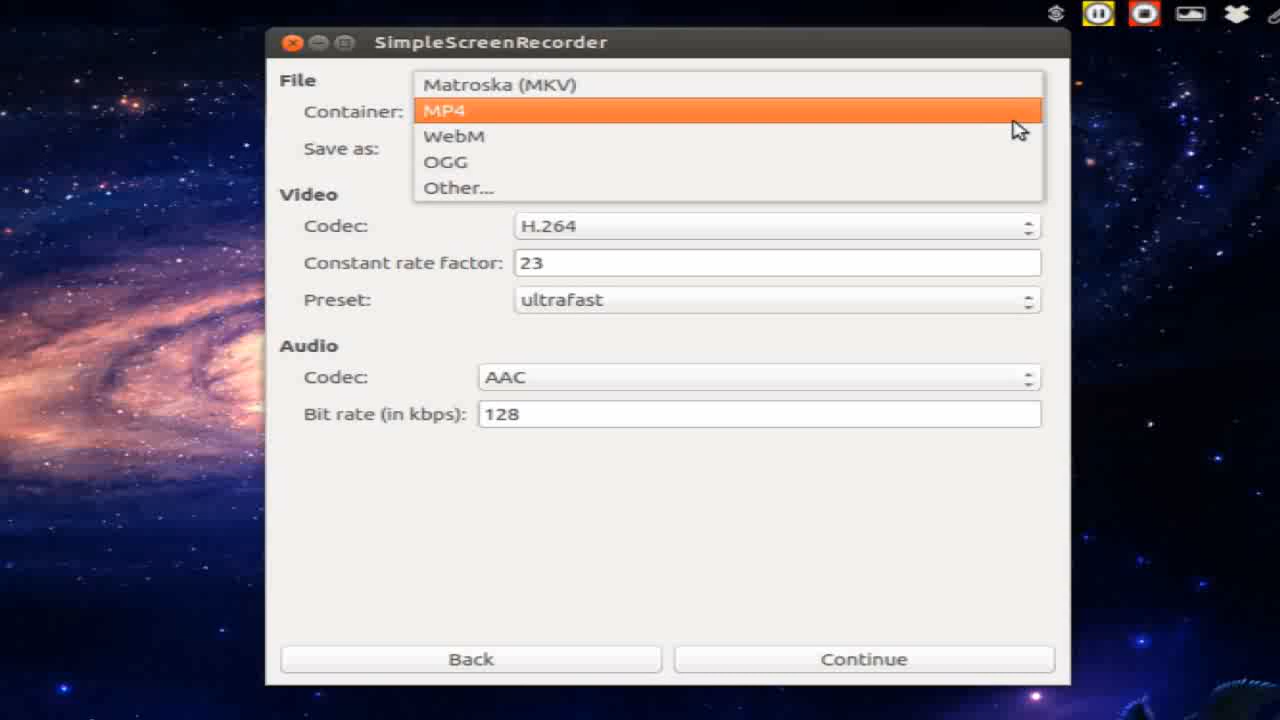 SimpleScreenRecorder
File
Container:
Matroska (MKV)
MP4
WebM
OGG
Other...
Save as:
Video
Codec: H.264
Constant rate factor: 23
Preset: ultrafast
Audio
Codec: AAC
Bit rate (in kbps): 128
Back Continue